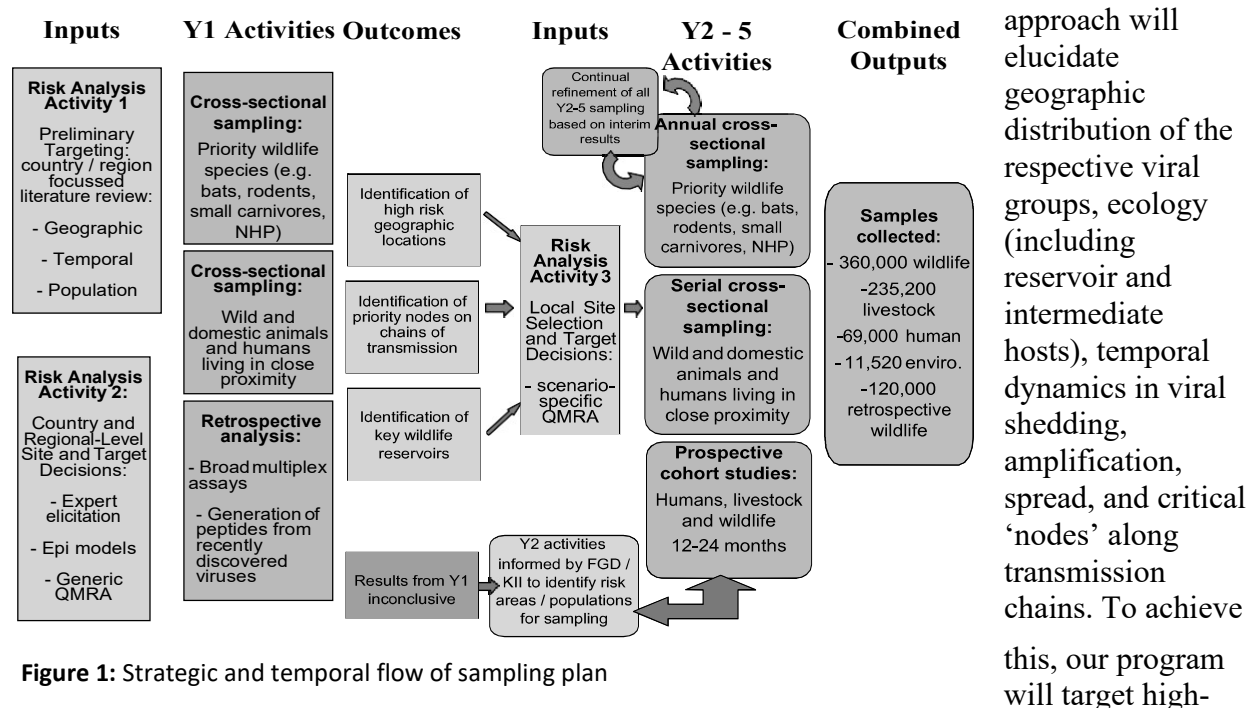 Inputs
Y1 Activities
Outcomes
Inputs
Y2 - 5
Activities
Combined
Outputs
Risk Analysis
Activity 1
Preliminary
Targeting:
country / region
focussed
literature review:
- Geographic
- Temporal
- Population
Risk Analysis
Activity 2:
Country and
Regional-Level
Site and Target
Decisions:
- Expert
elicitation
- Epi models
- Generic
QMRA
Cross-sectional
sampling:
Priority wildlife
species (e.g.
bats, rodents,
small carnivores,
NHP)
Cross-sectional
sampling:
Wild and
domestic animals
and humans
living in close
proximity
Retrospective
analysis:
- Broad multiplex
assays
- Generation of
peptides from
recently
discovered
viruses
Identification of
high risk
geographic
locations
Identification of
priority nodes on
chains of
transmission
Identification of
key wildlife
reservoirs
Results from Y1
inconclusive
Risk
Analysis
Activity 3
Local Site
Selection
and Target
Decisions:
- scenario-
specific
QMRA
Y2 activities
informed by FGD /
KII to identify risk
areas / populations
for sampling
Continual
refinement of all
Y2-5 sampling
based on interim
results
Annual cross-
sectional
sampling:
Priority wildlife
species (e.g. bats,
rodents, small
carnivores, NHP)
Serial cross-
sectional
sampling:
Wild and domestic
animals and
humans living in
close proximity
Prospective
cohort studies:
Humans, livestock
and wildlife
12-24 months
Samples
collected:
- 360,000 wildlife
-235,200
livestock
-69,000 human
- 11,520 enviro.
-120,000
retrospective
wildlife
Figure 1: Strategic and temporal flow of sampling plan
approach will
elucidate
geographic
distribution of the
respective viral
groups, ecology
(including
reservoir and
intermediate
hosts), temporal
dynamics in viral
shedding,
amplification,
spread, and critical
‘nodes’ along
transmission
chains. To achieve
this, our program
will target high-